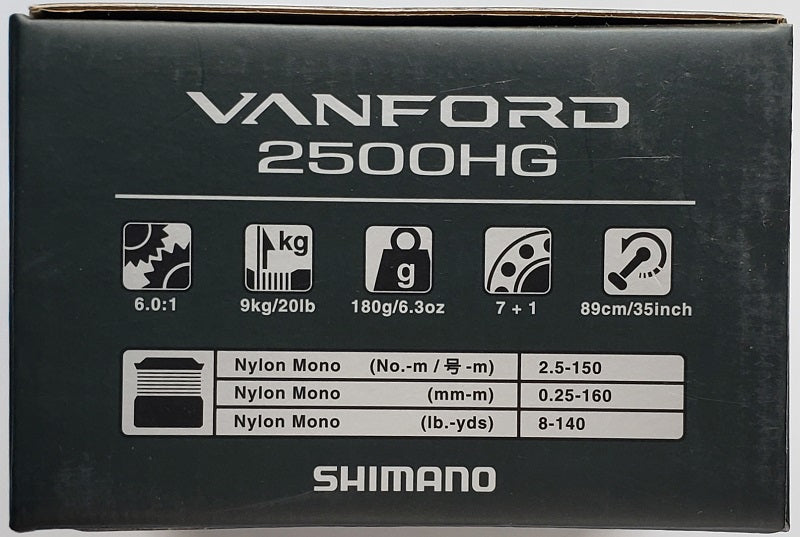 VANFORD
2500HG
kg
g
6.0:1 9kg/20lb 180g/6.3oz 7 + 1 89cm/35inch
Nylon Mono (No.-m / 号 -m) 2.5-150
Nylon Mono (mm-m) 0.25-160
Nylon Mono (lb.-yds) 8-140
SHIMANO